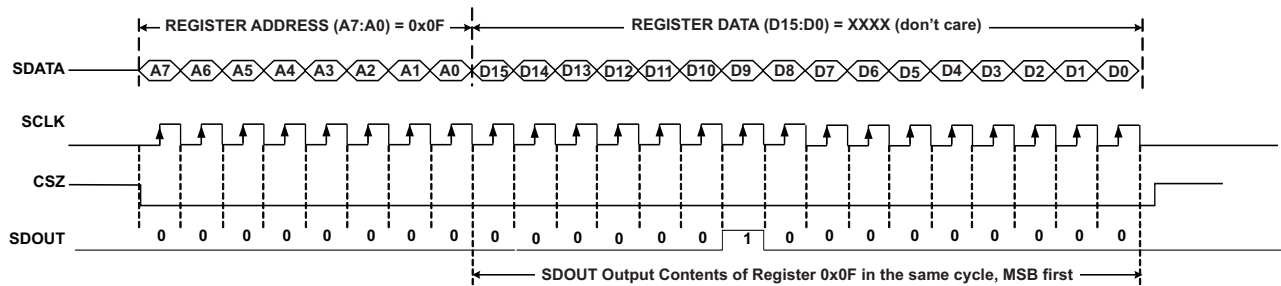 REGISTER ADDRESS (A7:A0) = 0x0F REGISTER DATA (D15:D0) = XXXX (don't care)
SDATA A7 A6 A5 A4 A3 A2 A1 A0 D15 D14 D13 D12 D11 D10 D9 D8 D7 D6 D5 D4 D3 D2 D1 D0
SCLK
CSZ
SDOUT 0 0 0 0 0 0 0 0 0 0 0 0 0 0 1 0 0 0 0 0 0 0 0 0
SDOUT Output Contents of Register 0x0F in the same cycle, MSB first